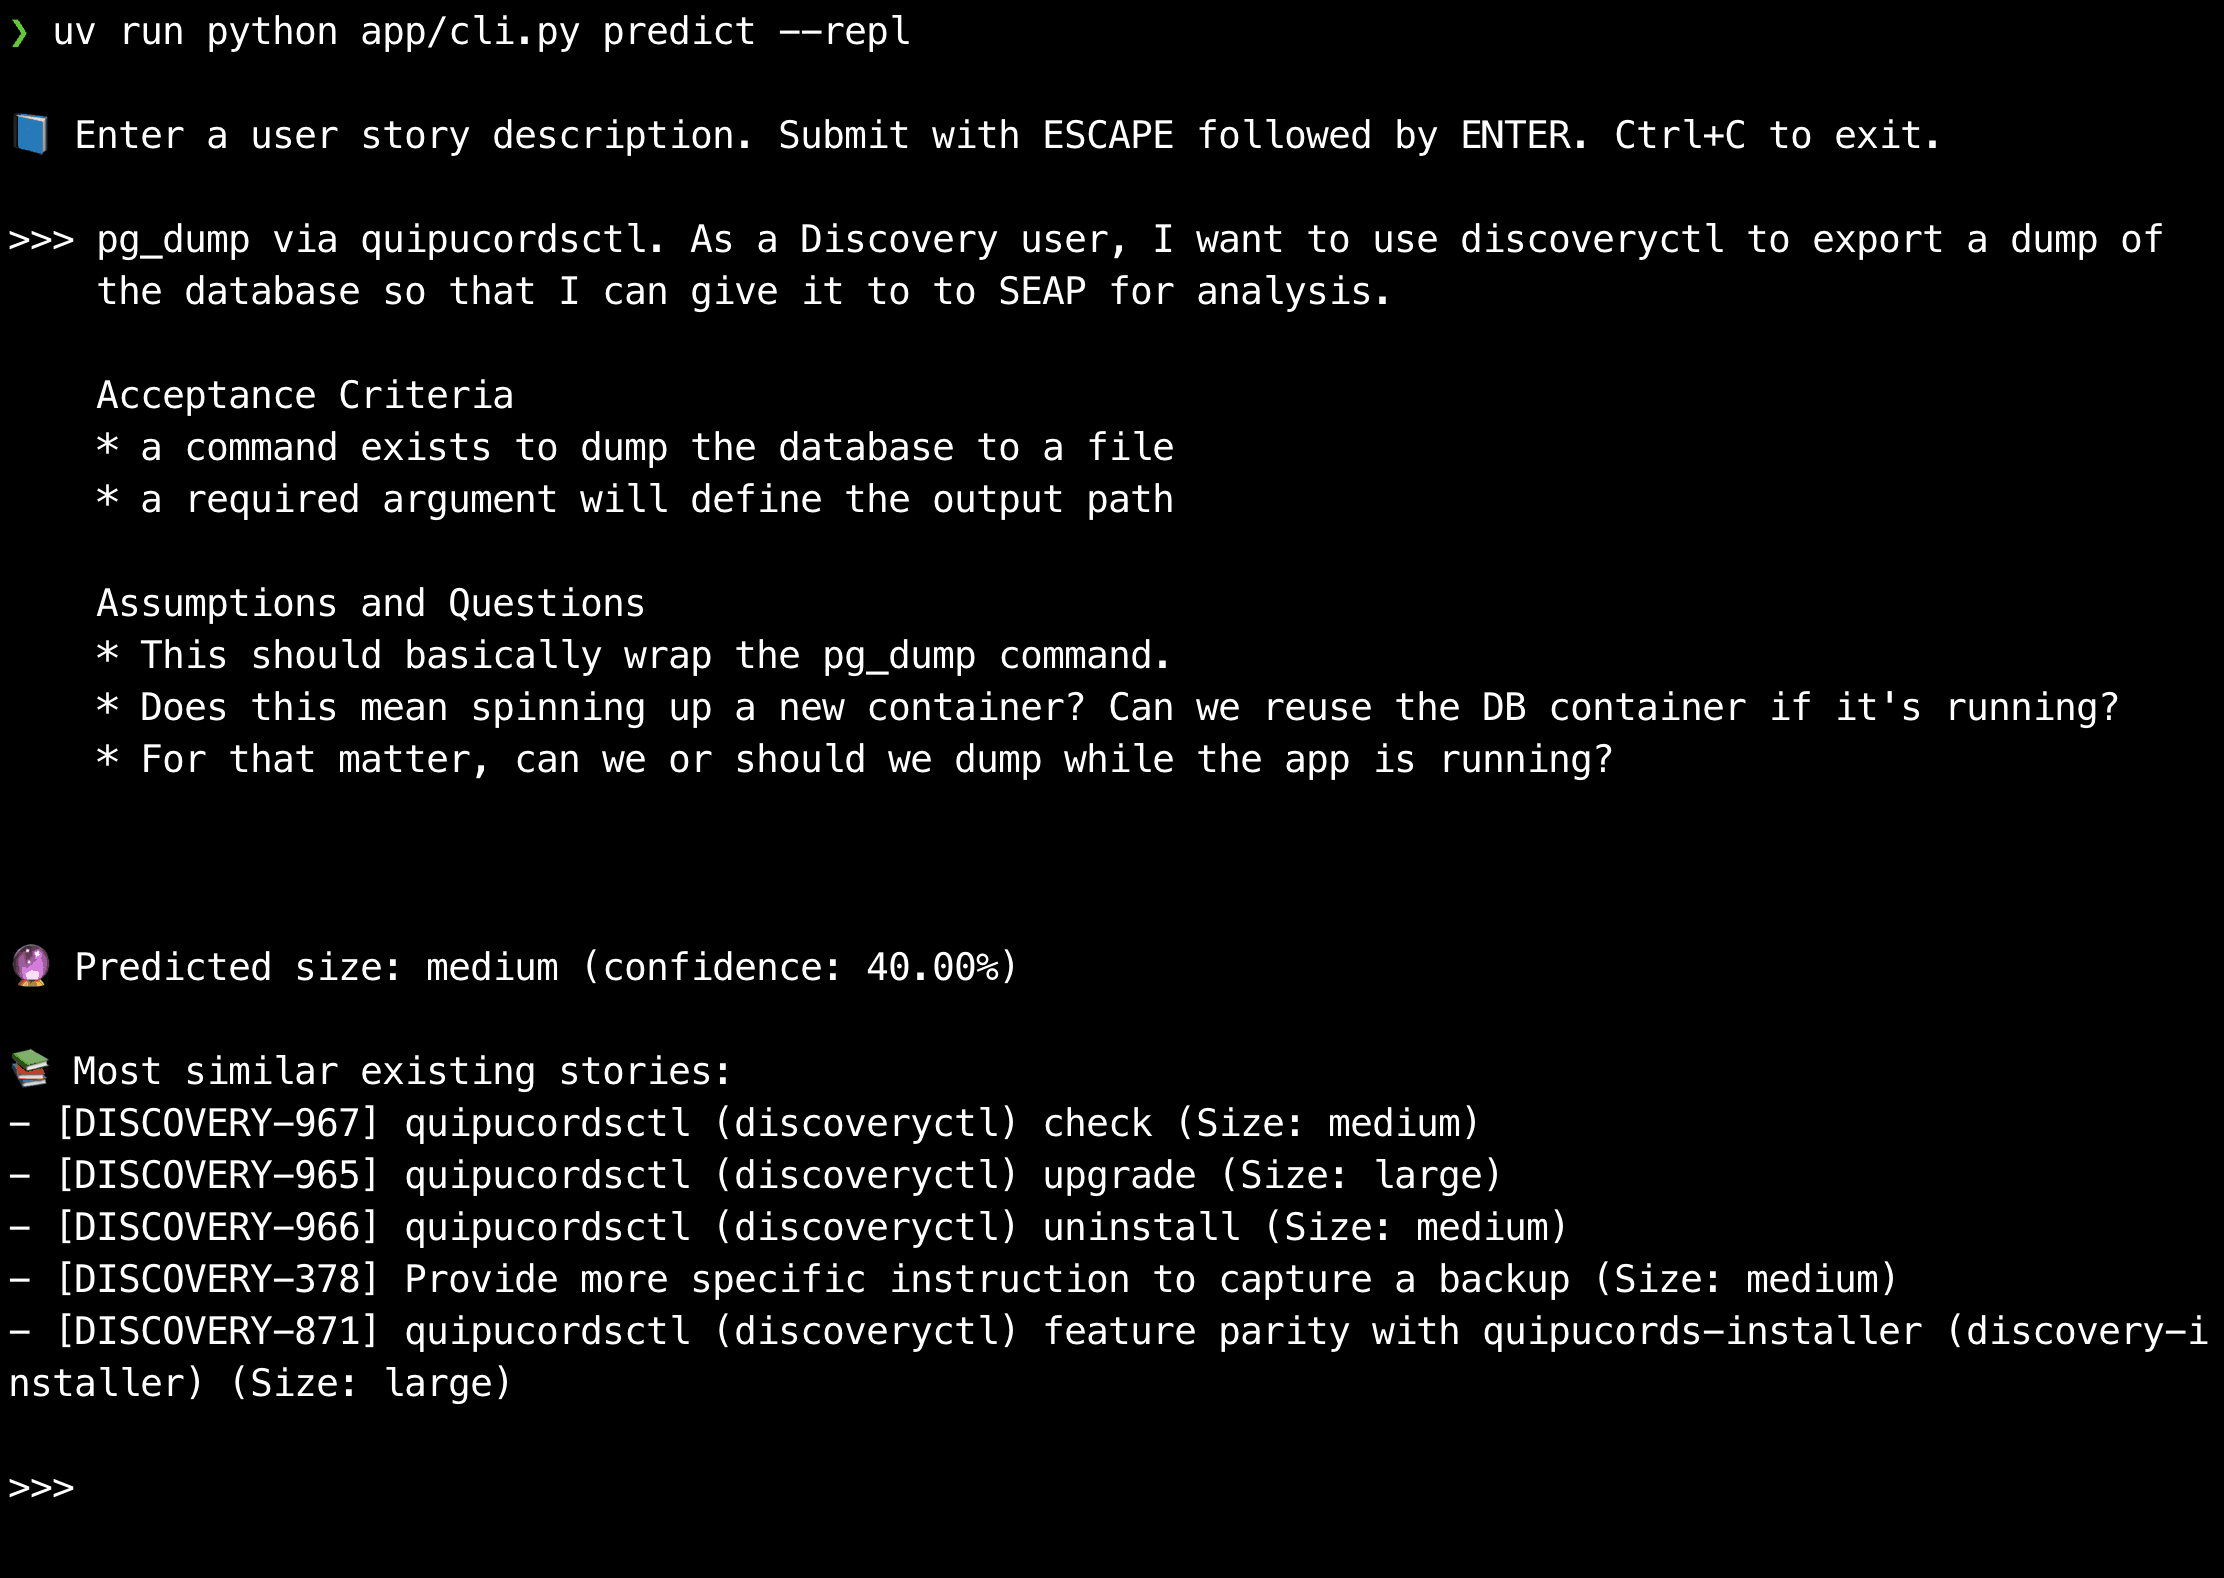 ❯ uv run python app/cli.py predict --repl
📘 Enter a user story description. Submit with ESCAPE followed by ENTER. Ctrl+C to exit.
>>> pg_dump via quipucordsctl. As a Discovery user, I want to use discoveryctl to export a dump of
the database so that I can give it to to SEAP for analysis.
Acceptance Criteria
* a command exists to dump the database to a file
* a required argument will define the output path
Assumptions and Questions
* This should basically wrap the pg_dump command.
* Does this mean spinning up a new container? Can we reuse the DB container if it's running?
* For that matter, can we or should we dump while the app is running?
🔮 Predicted size: medium (confidence: 40.00%)
📚 Most similar existing stories:
- [DISCOVERY-967] quipucordsctl (discoveryctl) check (Size: medium)
- [DISCOVERY-965] quipucordsctl (discoveryctl) upgrade (Size: large)
- [DISCOVERY-966] quipucordsctl (discoveryctl) uninstall (Size: medium)
- [DISCOVERY-378] Provide more specific instruction to capture a backup (Size: medium)
- [DISCOVERY-871] quipucordsctl (discoveryctl) feature parity with quipucords-installer (discovery-i
nstaller) (Size: large)
>>>